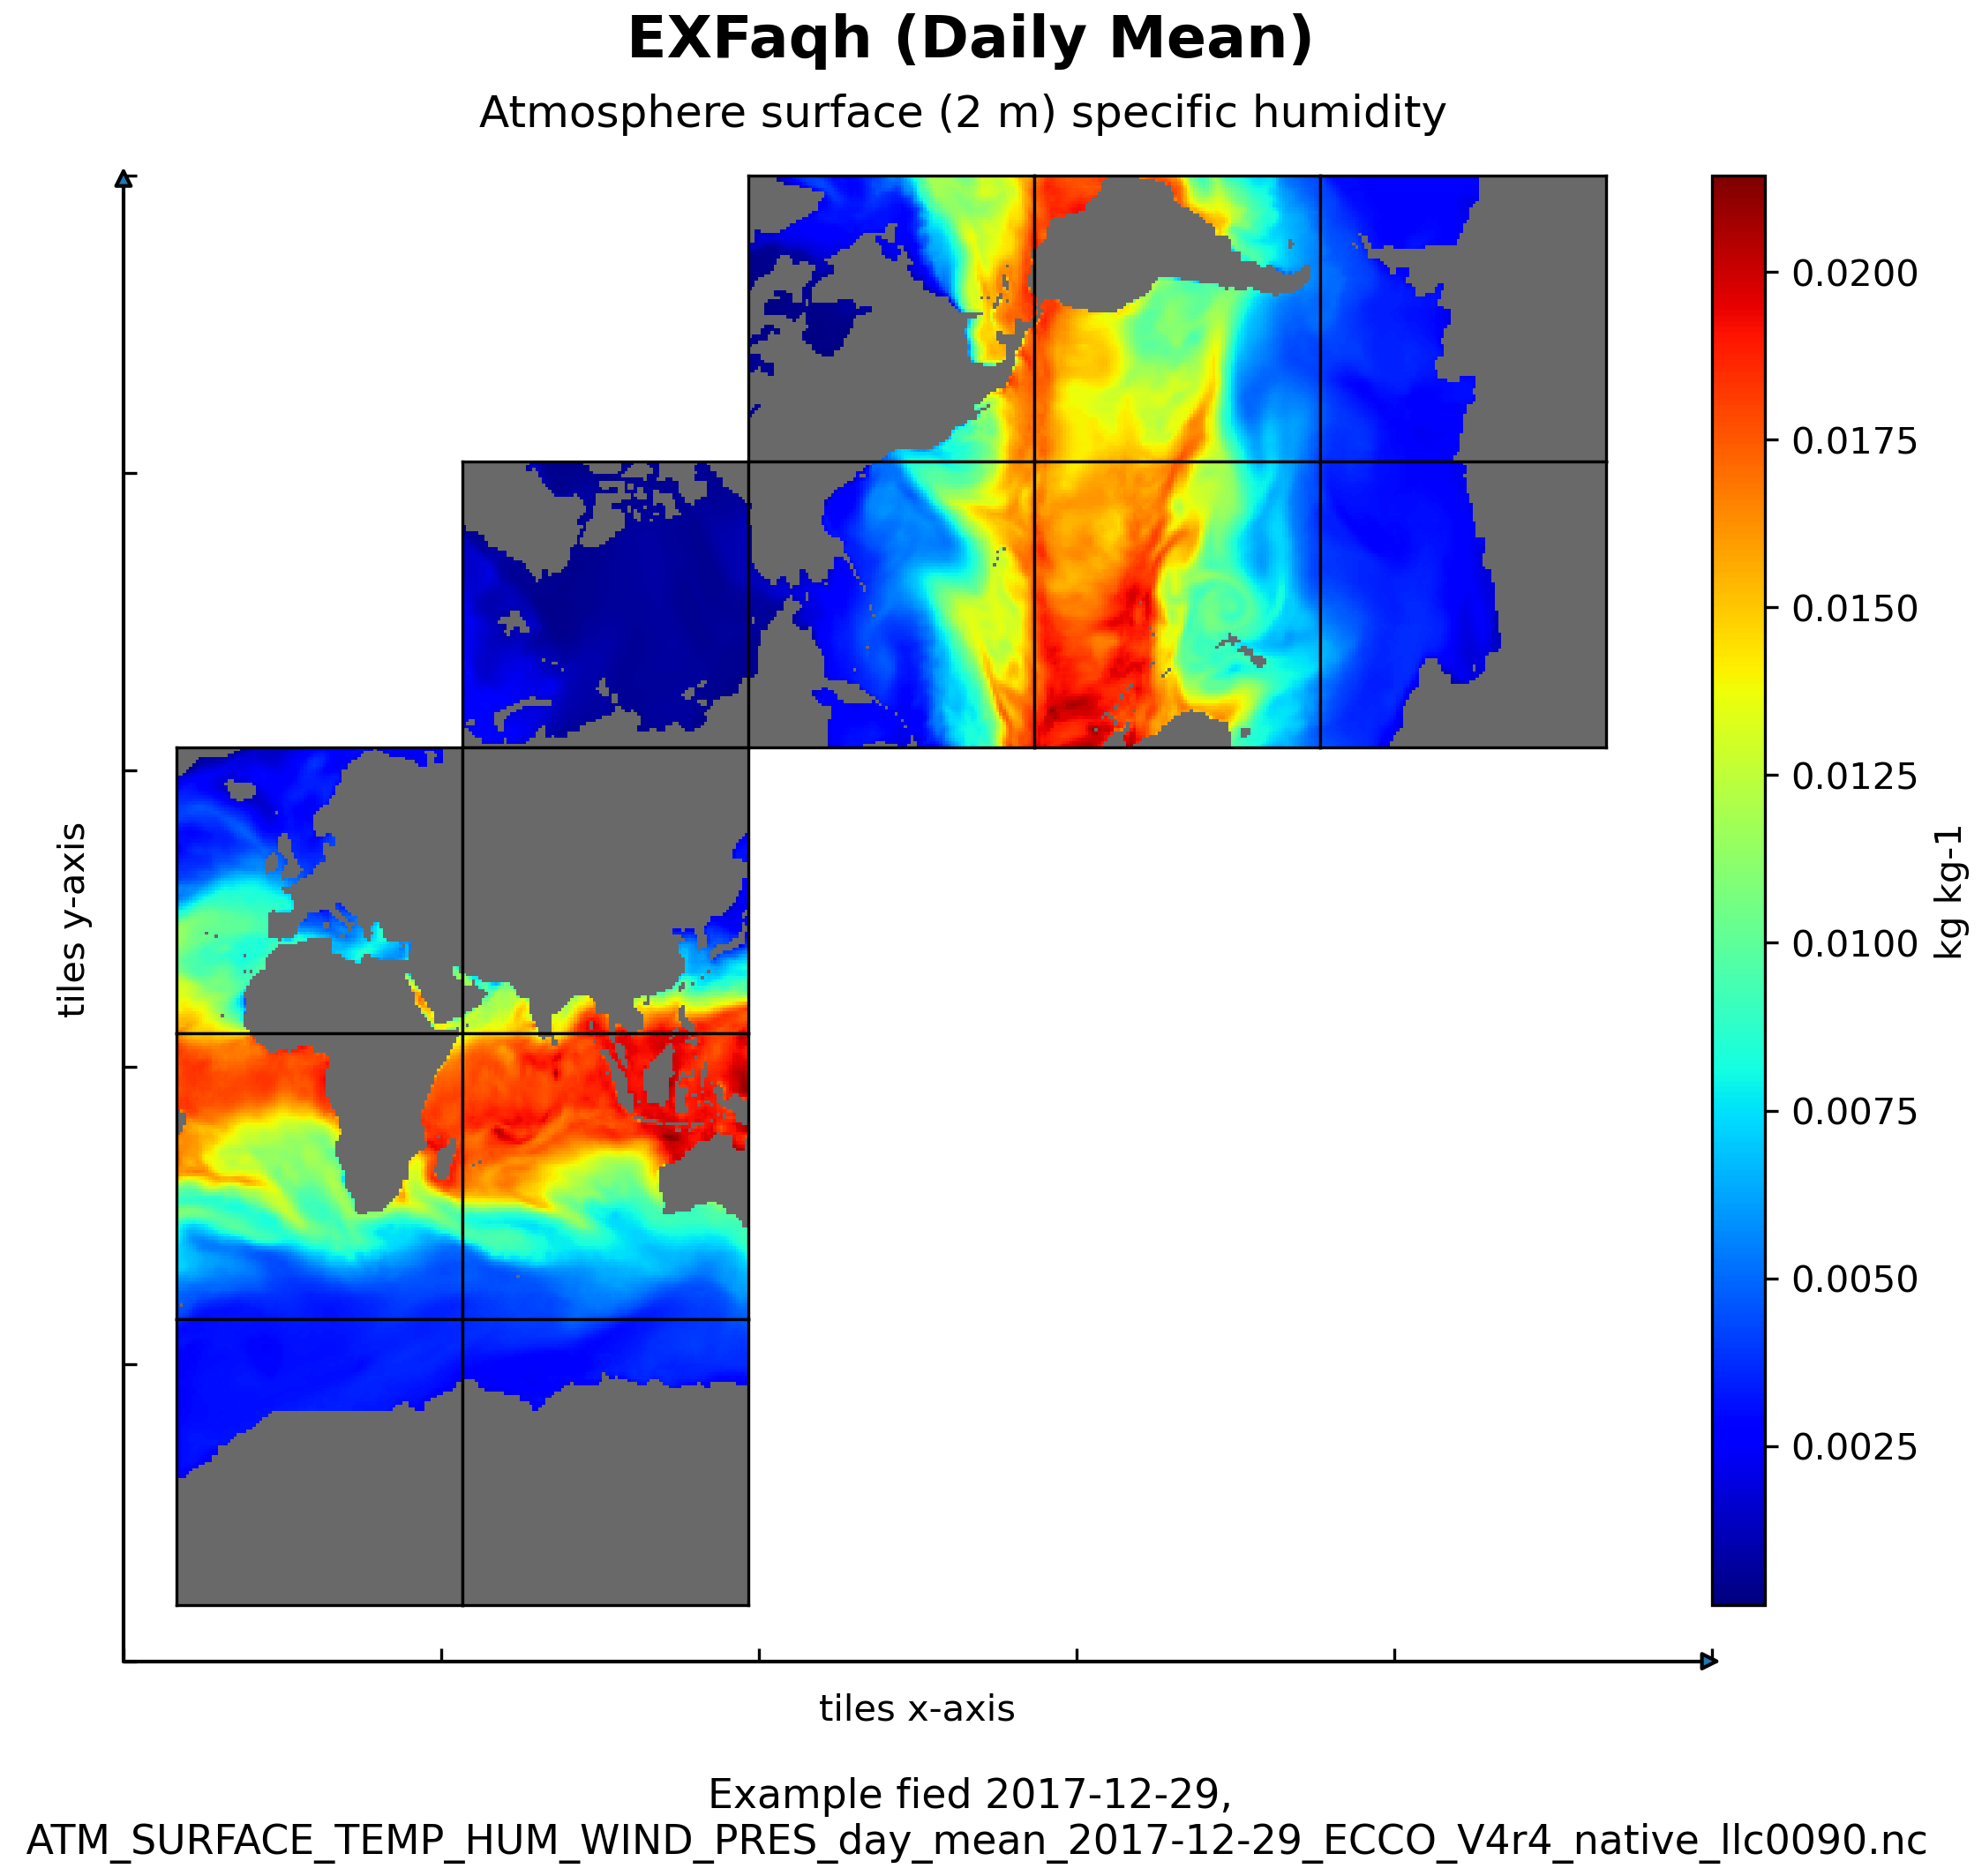 EXFaqh (Daily Mean)
Atmosphere surface (2 m) specific humidity
tiles y-axis
0.0200
0.0175
0.0150
0.0125
0.0100
0.0075
0.0050
0.0025
kg kg-1
tiles x-axis
Example fied 2017-12-29,
ATM_SURFACE_TEMP_HUM_WIND_PRES_day_mean_2017-12-29_ECCO_V4r4_native_llc0090.nc